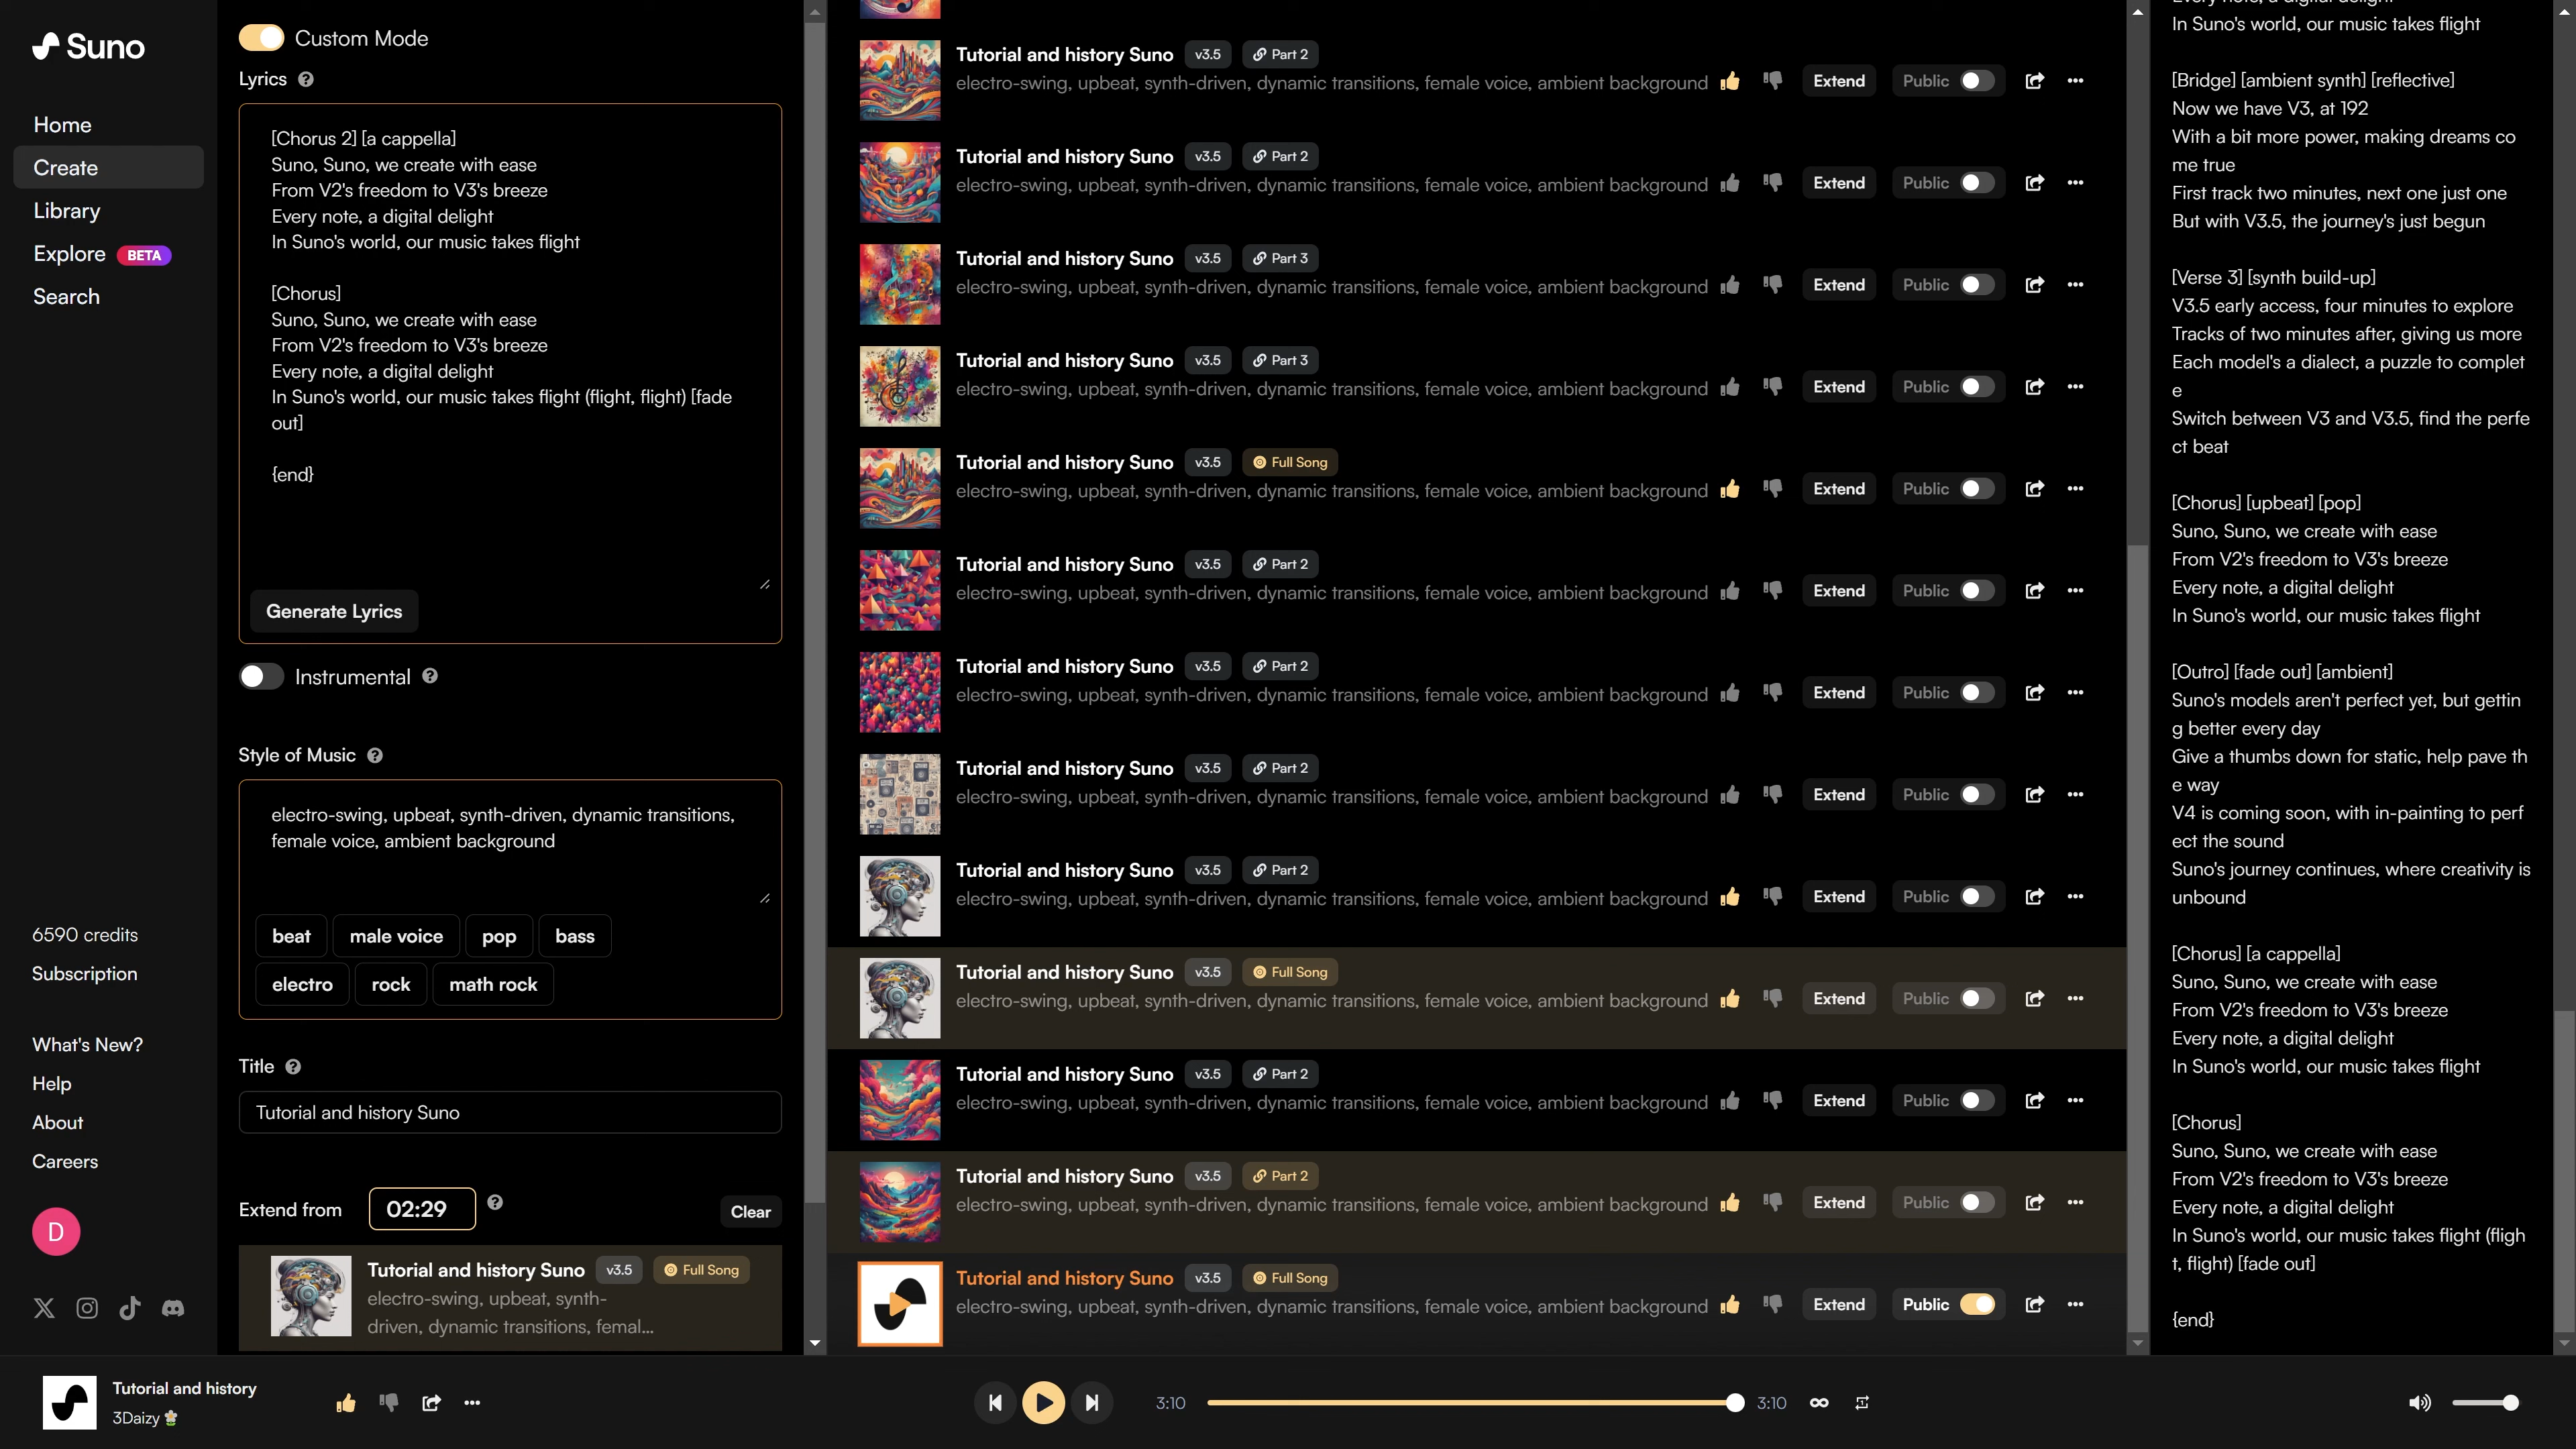 Suno
Home
Create
Library
Explore BETA
Search
6590 credits
Subscription
What's New?
Help
About
Careers
D
Custom Mode
Lyrics ?
[Chorus 2] [a cappella]
Suno, Suno, we create with ease
From V2's freedom to V3's breeze
Every note, a digital delight
In Suno's world, our music takes flight
[Chorus]
Suno, Suno, we create with ease
From V2's freedom to V3's breeze
Every note, a digital delight
In Suno's world, our music takes flight (flight, flight) [fade
out]
{end}
Generate Lyrics
Instrumental ?
Style of Music ?
electro-swing, upbeat, synth-driven, dynamic transitions,
female voice, ambient background
beat male voice pop bass
electro rock math rock
Title ?
Tutorial and history Suno
Extend from 02:29 ? Clear
Tutorial and history Suno v3.5 Full Song
electro-swing, upbeat, synth-
driven, dynamic transitions, femal...
Tutorial and history Suno v3.5 Part 2
electro-swing, upbeat, synth-driven, dynamic transitions, female voice, ambient background Extend Public
Tutorial and history Suno v3.5 Part 2
electro-swing, upbeat, synth-driven, dynamic transitions, female voice, ambient background Extend Public
Tutorial and history Suno v3.5 Part 3
electro-swing, upbeat, synth-driven, dynamic transitions, female voice, ambient background Extend Public
Tutorial and history Suno v3.5 Part 3
electro-swing, upbeat, synth-driven, dynamic transitions, female voice, ambient background Extend Public
Tutorial and history Suno v3.5 Full Song
electro-swing, upbeat, synth-driven, dynamic transitions, female voice, ambient background Extend Public
Tutorial and history Suno v3.5 Part 2
electro-swing, upbeat, synth-driven, dynamic transitions, female voice, ambient background Extend Public
Tutorial and history Suno v3.5 Part 2
electro-swing, upbeat, synth-driven, dynamic transitions, female voice, ambient background Extend Public
Tutorial and history Suno v3.5 Part 2
electro-swing, upbeat, synth-driven, dynamic transitions, female voice, ambient background Extend Public
Tutorial and history Suno v3.5 Part 2
electro-swing, upbeat, synth-driven, dynamic transitions, female voice, ambient background Extend Public
Tutorial and history Suno v3.5 Full Song
electro-swing, upbeat, synth-driven, dynamic transitions, female voice, ambient background Extend Public
Tutorial and history Suno v3.5 Part 2
electro-swing, upbeat, synth-driven, dynamic transitions, female voice, ambient background Extend Public
Tutorial and history Suno v3.5 Part 2
electro-swing, upbeat, synth-driven, dynamic transitions, female voice, ambient background Extend Public
Tutorial and history Suno v3.5 Full Song
electro-swing, upbeat, synth-driven, dynamic transitions, female voice, ambient background Extend Public
Every note, a digital delight
In Suno's world, our music takes flight
[Bridge] [ambient synth] [reflective]
Now we have V3, at 192
With a bit more power, making dreams co
me true
First track two minutes, next one just one
But with V3.5, the journey's just begun
[Verse 3] [synth build-up]
V3.5 early access, four minutes to explore
Tracks of two minutes after, giving us more
Each model's a dialect, a puzzle to complet
e
Switch between V3 and V3.5, find the perfe
ct beat
[Chorus] [upbeat] [pop]
Suno, Suno, we create with ease
From V2's freedom to V3's breeze
Every note, a digital delight
In Suno's world, our music takes flight
[Outro] [fade out] [ambient]
Suno's models aren't perfect yet, but gettin
g better every day
Give a thumbs down for static, help pave th
e way
V4 is coming soon, with in-painting to perf
ect the sound
Suno's journey continues, where creativity is
unbound
[Chorus] [a cappella]
Suno, Suno, we create with ease
From V2's freedom to V3's breeze
Every note, a digital delight
In Suno's world, our music takes flight
[Chorus]
Suno, Suno, we create with ease
From V2's freedom to V3's breeze
Every note, a digital delight
In Suno's world, our music takes flight (fligh
t, flight) [fade out]
{end}
Tutorial and history
3Daizy
3:10 3:10